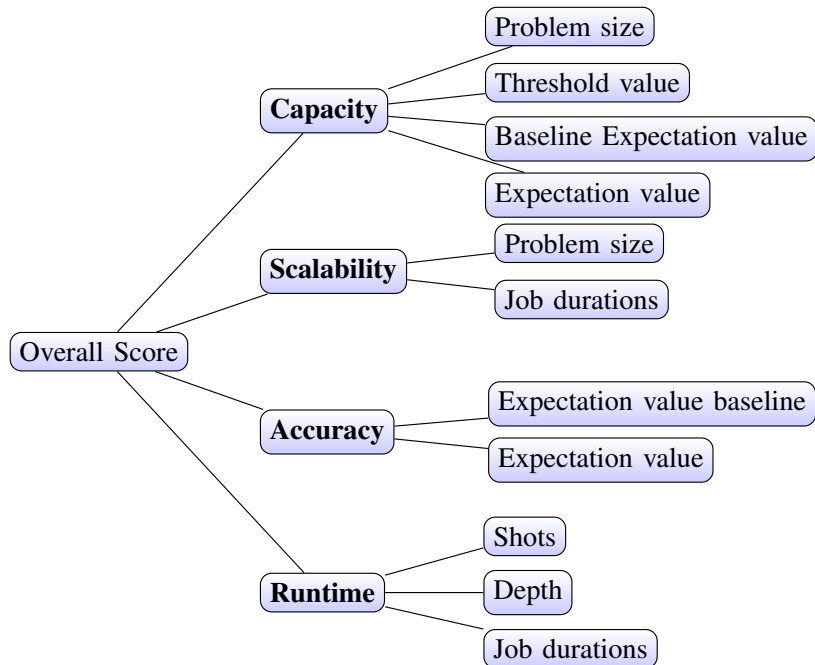 Problem size
Threshold value
Capacity
Baseline Expectation value
Expectation value
Problem size
Scalability
Job durations
Overall Score
Expectation value baseline
Accuracy
Expectation value
Shots
Runtime
Depth
Job durations